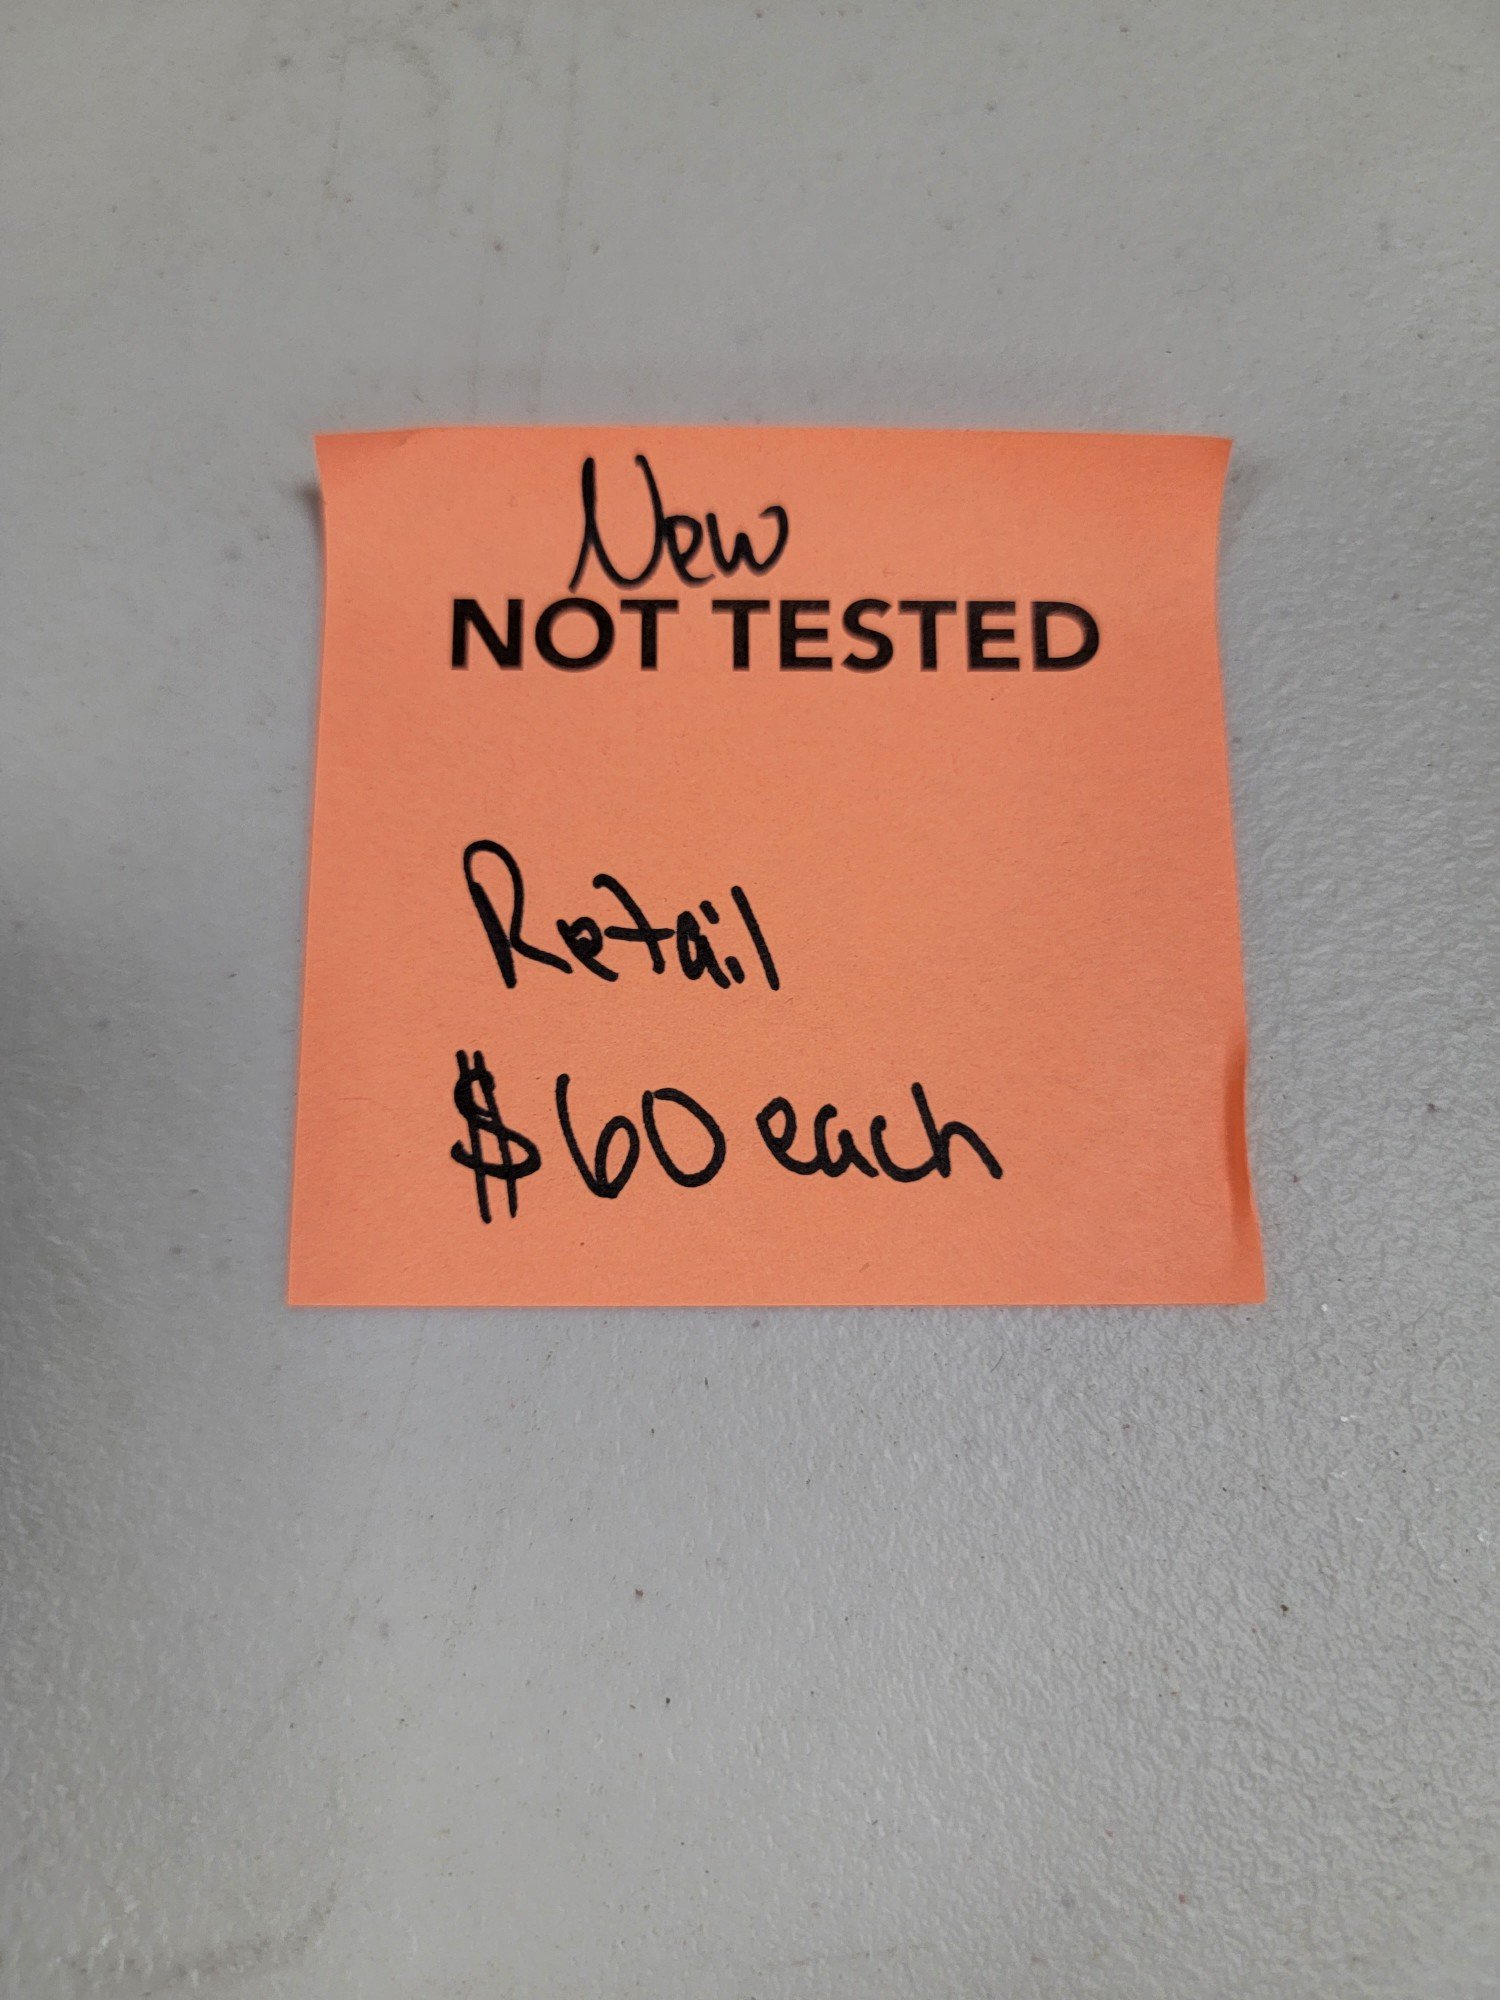 New
NOT TESTED
Retail
$60 each